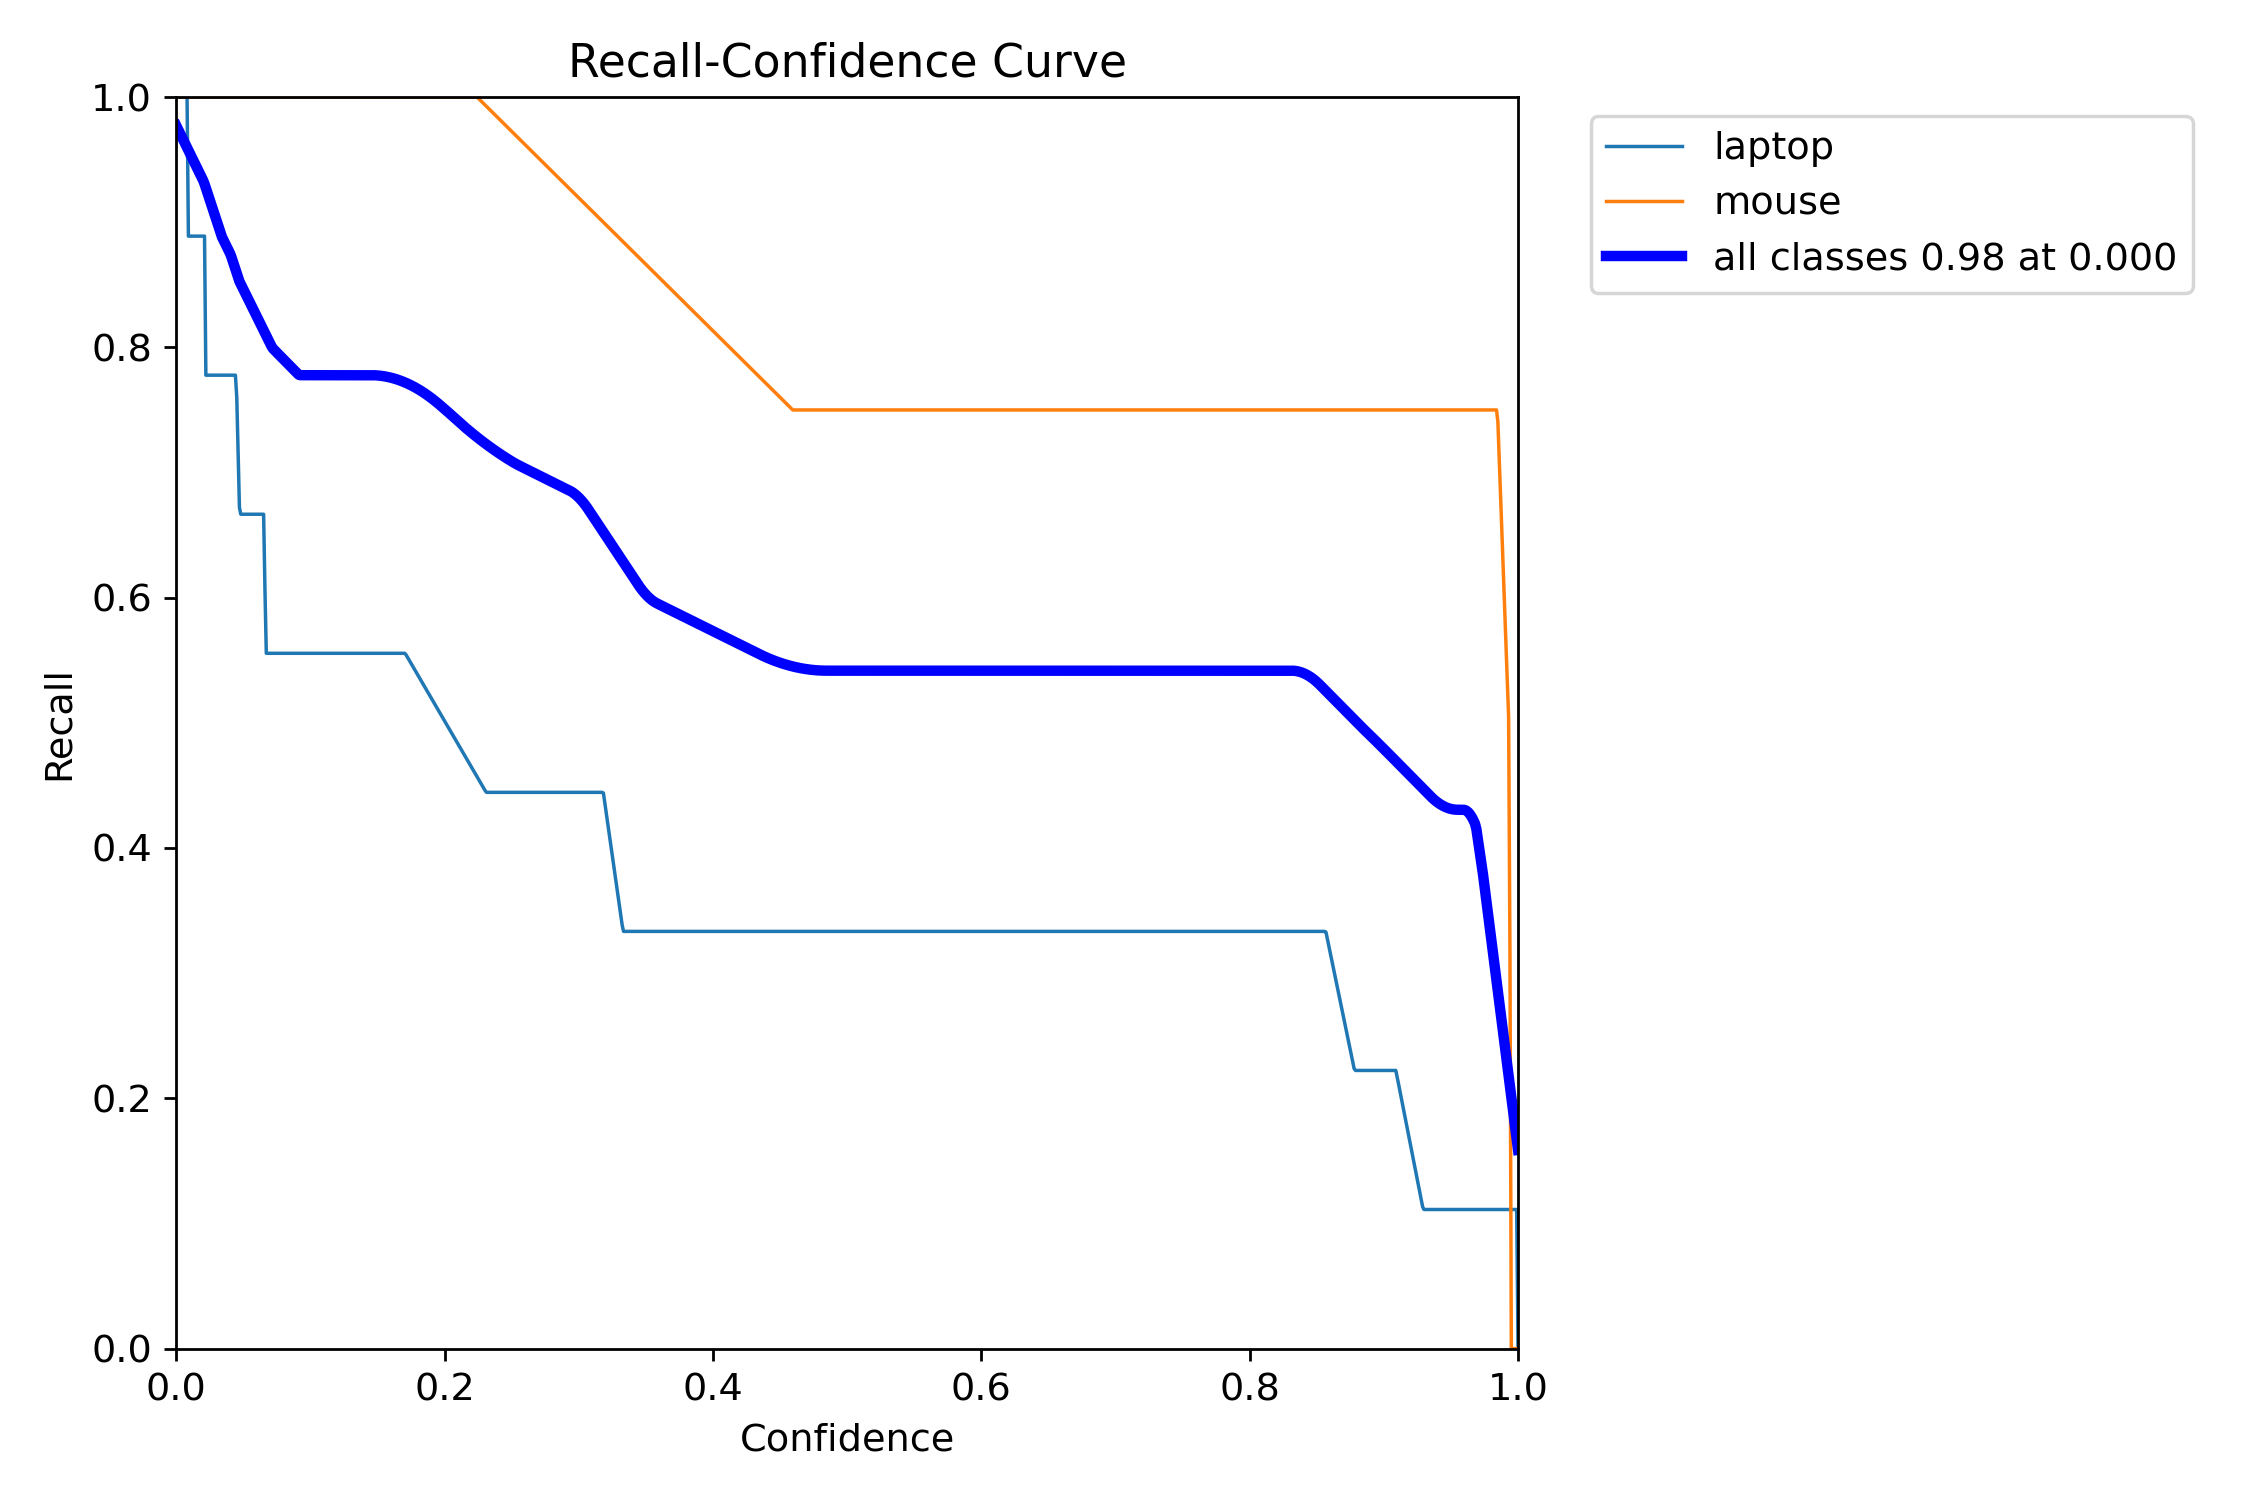 Recall-Confidence Curve
1.0
0.8
0.6
0.4
0.2
0.0
Recall
0.0 0.2 0.4 0.6 0.8 1.0
Confidence
laptop
mouse
all classes 0.98 at 0.000